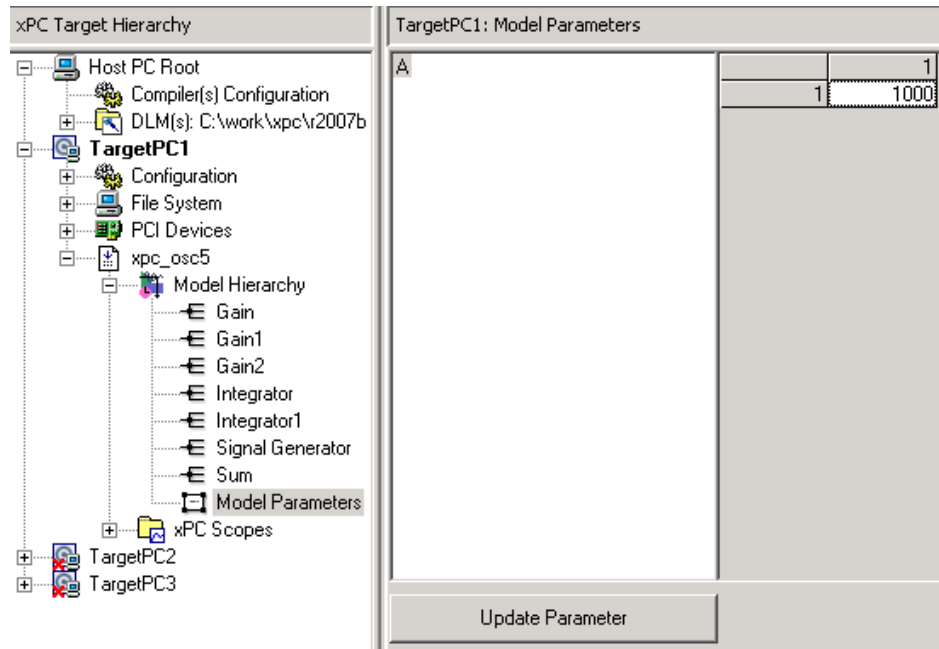 xPC Target Hierarchy
Host PC Root
Compiler(s) Configuration
DLM(s): C:\work\xpc\r2007b
TargetPC1
Configuration
File System
PCI Devices
xpc_osc5
Model Hierarchy
Gain
Gain1
Gain2
Integrator
Integrator1
Signal Generator
Sum
Model Parameters
xPC Scopes
TargetPC2
TargetPC3
TargetPC1: Model Parameters
A
1
1 1000
Update Parameter